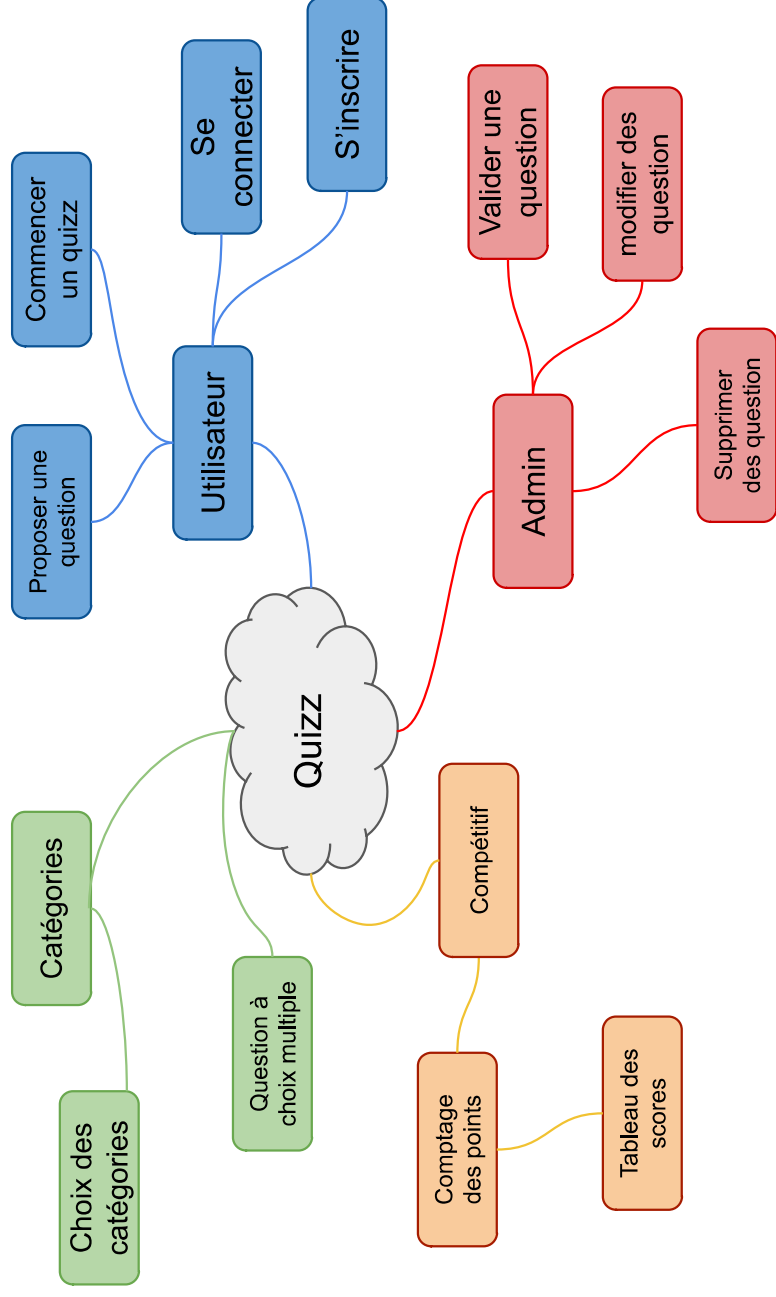 Choix des
catégories
Catégories
Question à
choix multiple
Proposer une
question
Commencer
un quizz
Utilisateur
Se
connecter
S'inscrire
Quizz
Comptage
des points
Compétitif
Tableau des
scores
Admin
Valider une
question
modifier des
question
Supprimer
des question